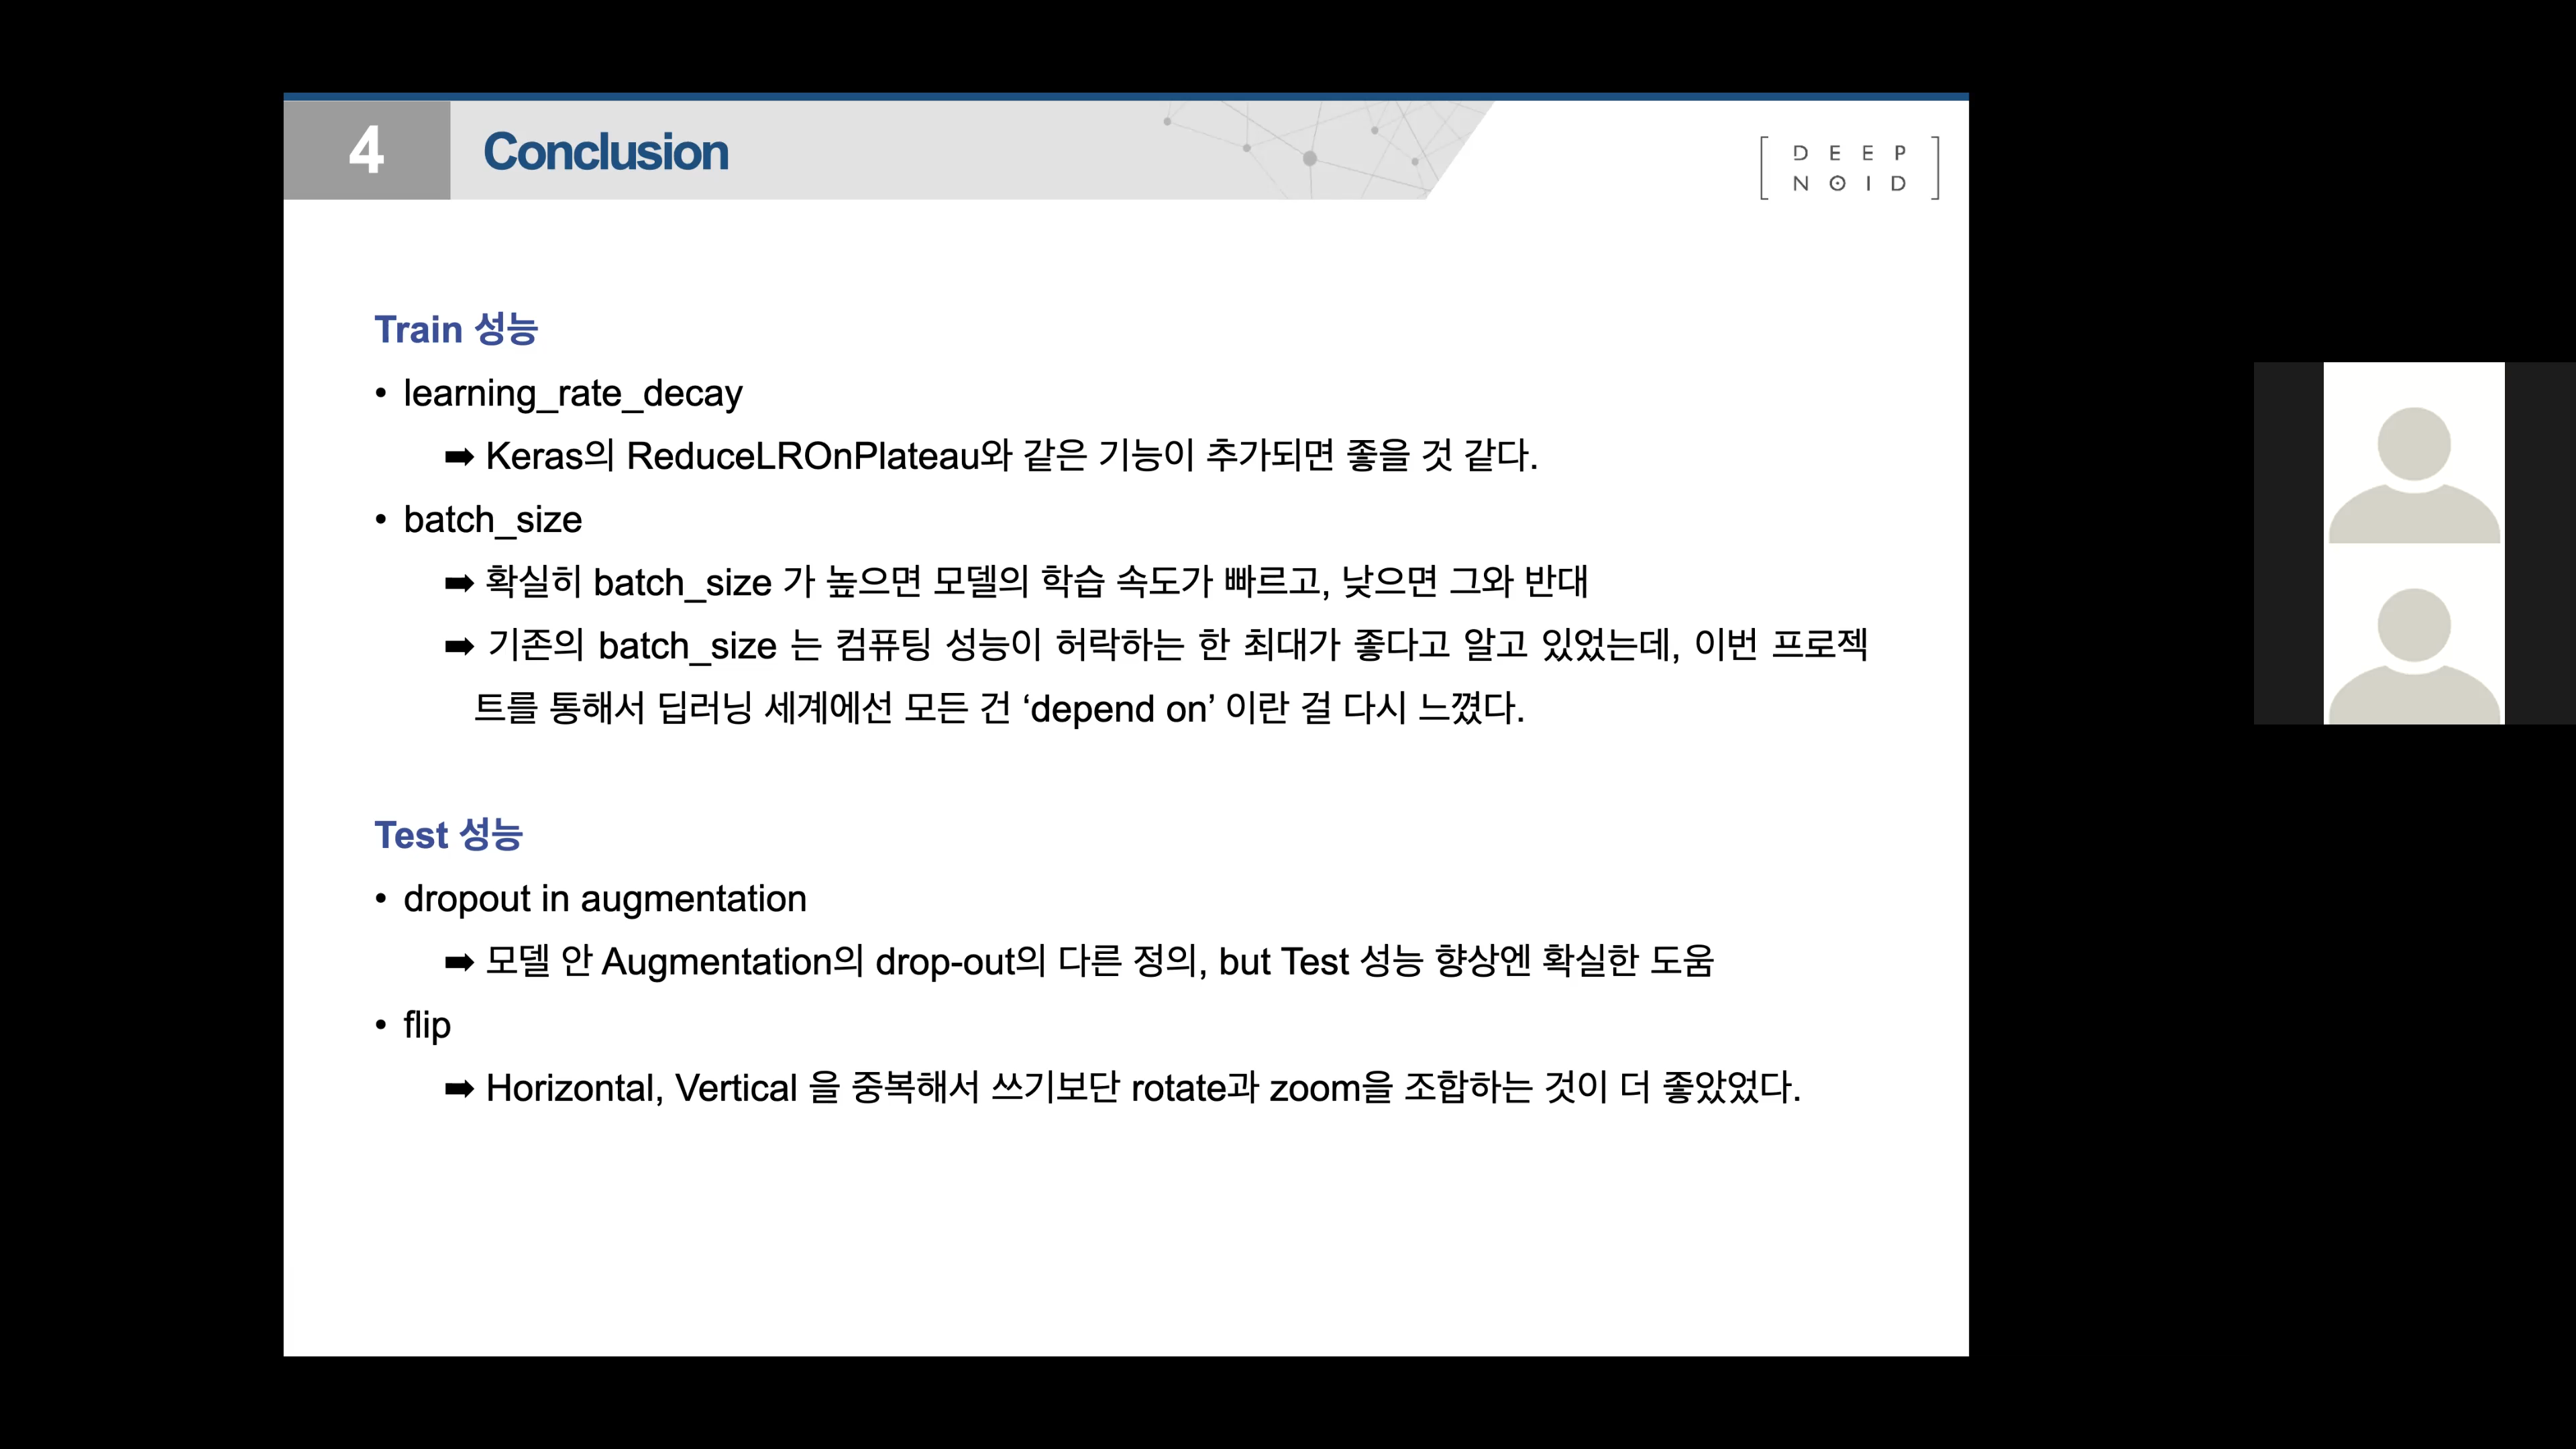 4 Conclusion
DEEP
NOID
Train 성능
• learning_rate_decay
➡ Keras의 ReduceLROnPlateau와 같은 기능이 추가되면 좋을 것 같다.
• batch_size
➡ 확실히 batch_size 가 높으면 모델의 학습 속도가 빠르고, 낮으면 그와 반대
➡ 기존의 batch_size 는 컴퓨팅 성능이 허락하는 한 최대가 좋다고 알고 있었는데, 이번 프로젝
트를 통해서 딥러닝 세계에선 모든 건 ‘depend on’ 이란 걸 다시 느꼈다.
Test 성능
• dropout in augmentation
➡ 모델 안 Augmentation의 drop-out의 다른 정의, but Test 성능 향상엔 확실한 도움
• flip
➡ Horizontal, Vertical 을 중복해서 쓰기보단 rotate과 zoom을 조합하는 것이 더 좋았었다.